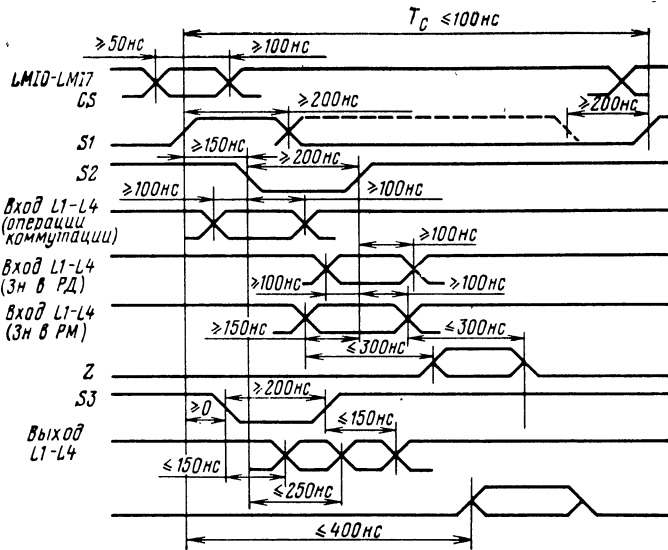 Tc ≤100нс
≥50нс ≥100нс
LMI0-LMI7
CS
≥200нс ≥200нс
S1
≥150нс ≥200нс
S2
≥100нс ≥100нс
Вход L1-L4
(операции
коммутации)
≥100нс
Вход L1-L4
(Зн в РД)
≥100нс ≥100нс
Вход L1-L4
(Зн в РМ)
≥150нс ≤300нс
≤300нс
Z
S3
≥0 ≥200нс
≤150нс
Выход
L1-L4
≤150нс
≤250нс
≤400нс